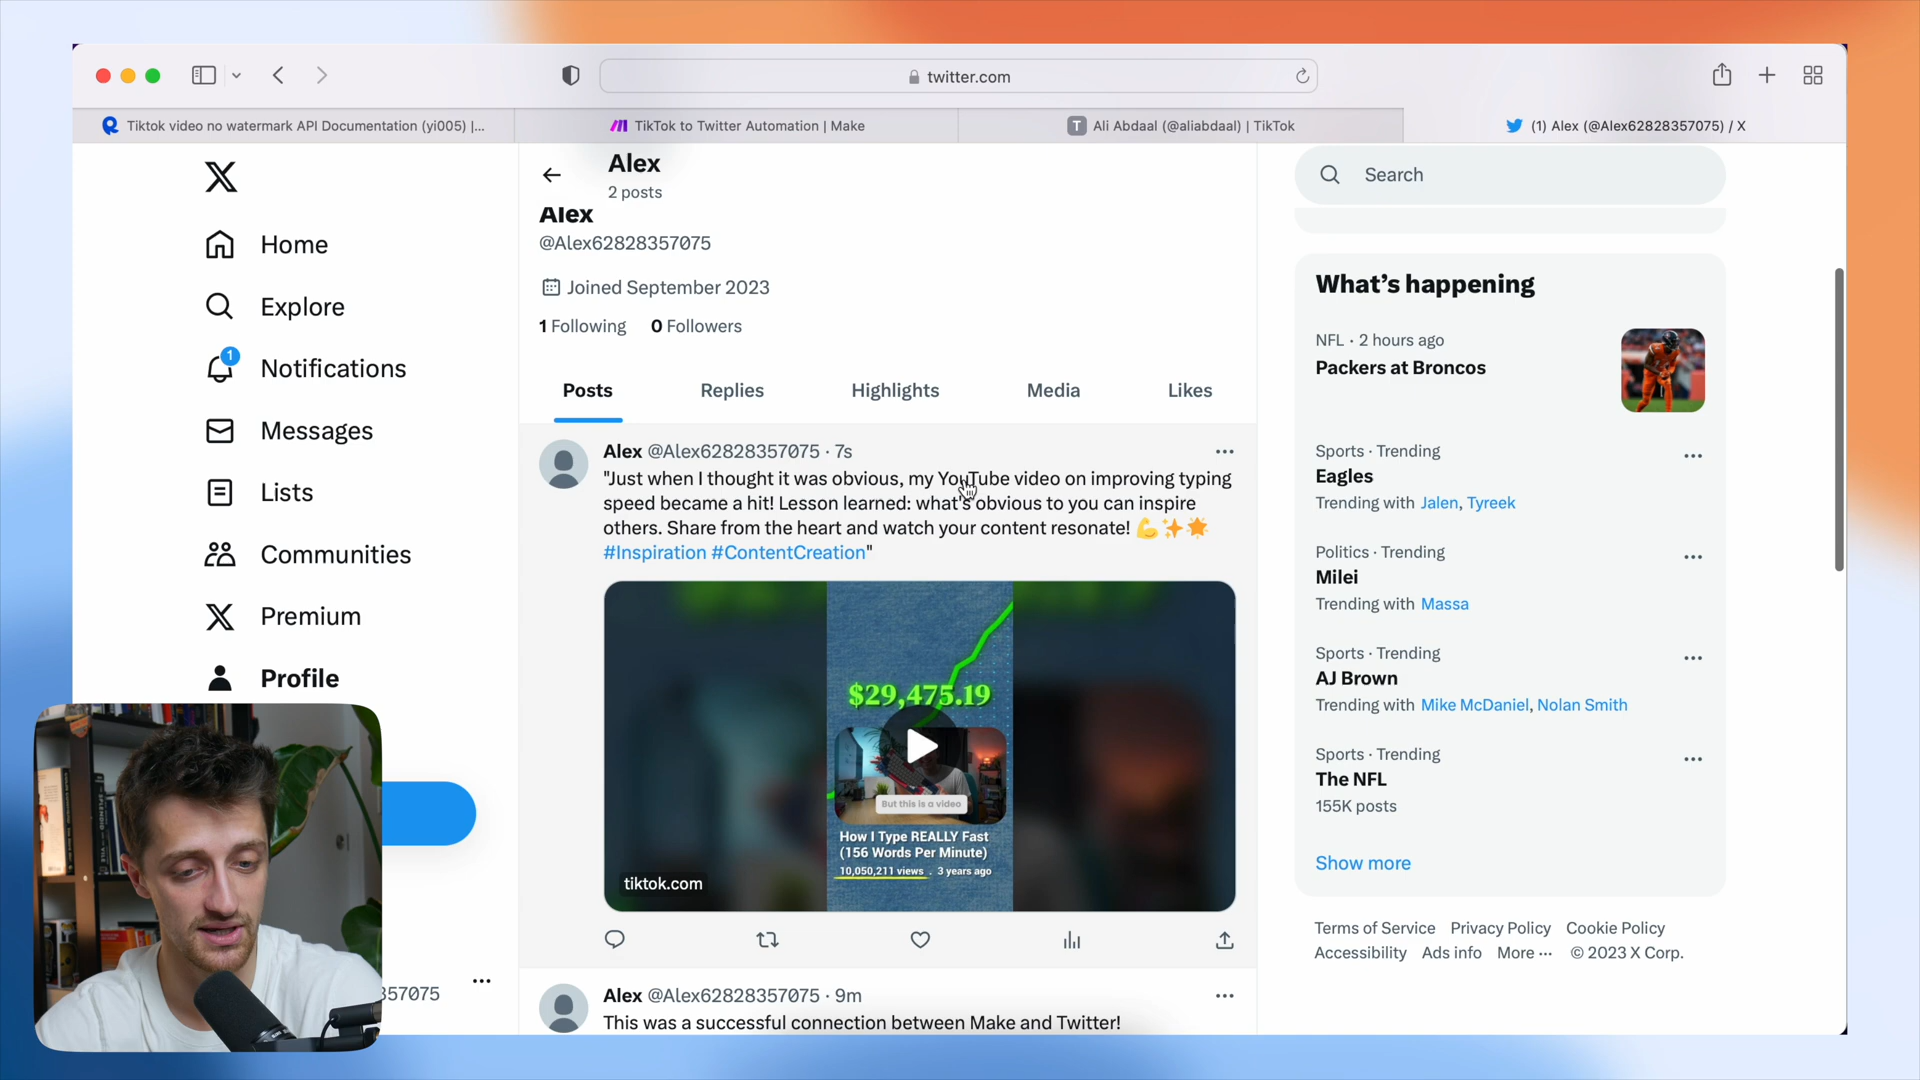 twitter.com
Tiktok video no watermark API Documentation (yi005) |...
TikTok to Twitter Automation | Make
T
Ali Abdaal (@aliabdaal) | TikTok
(1) Alex (@Alex62828357075) / X
Home
Explore
1
Notifications
Messages
Lists
Communities
Premium
Profile
357075
Alex
2 posts
Alex
@Alex62828357075
Joined September 2023
1 Following 0 Followers
Posts
Replies
Highlights
Media
Likes
Alex @Alex62828357075 · 7s
"Just when I thought it was obvious, my YouTube video on improving typing
speed became a hit! Lesson learned: what's obvious to you can inspire
others. Share from the heart and watch your content resonate! 💪✨🌟
#Inspiration #ContentCreation"
$29,475.19
But this is a video
How I Type REALLY Fast
(156 Words Per Minute)
10,050,211 views . 3 years ago
tiktok.com
Alex @Alex62828357075 · 9m
This was a successful connection between Make and Twitter!
Search
What's happening
NFL · 2 hours ago
Packers at Broncos
Sports · Trending
Eagles
Trending with Jalen, Tyreek
Politics · Trending
Milei
Trending with Massa
Sports · Trending
AJ Brown
Trending with Mike McDaniel, Nolan Smith
Sports · Trending
The NFL
155K posts
Show more
Terms of Service Privacy Policy Cookie Policy
Accessibility Ads info More ··· © 2023 X Corp.